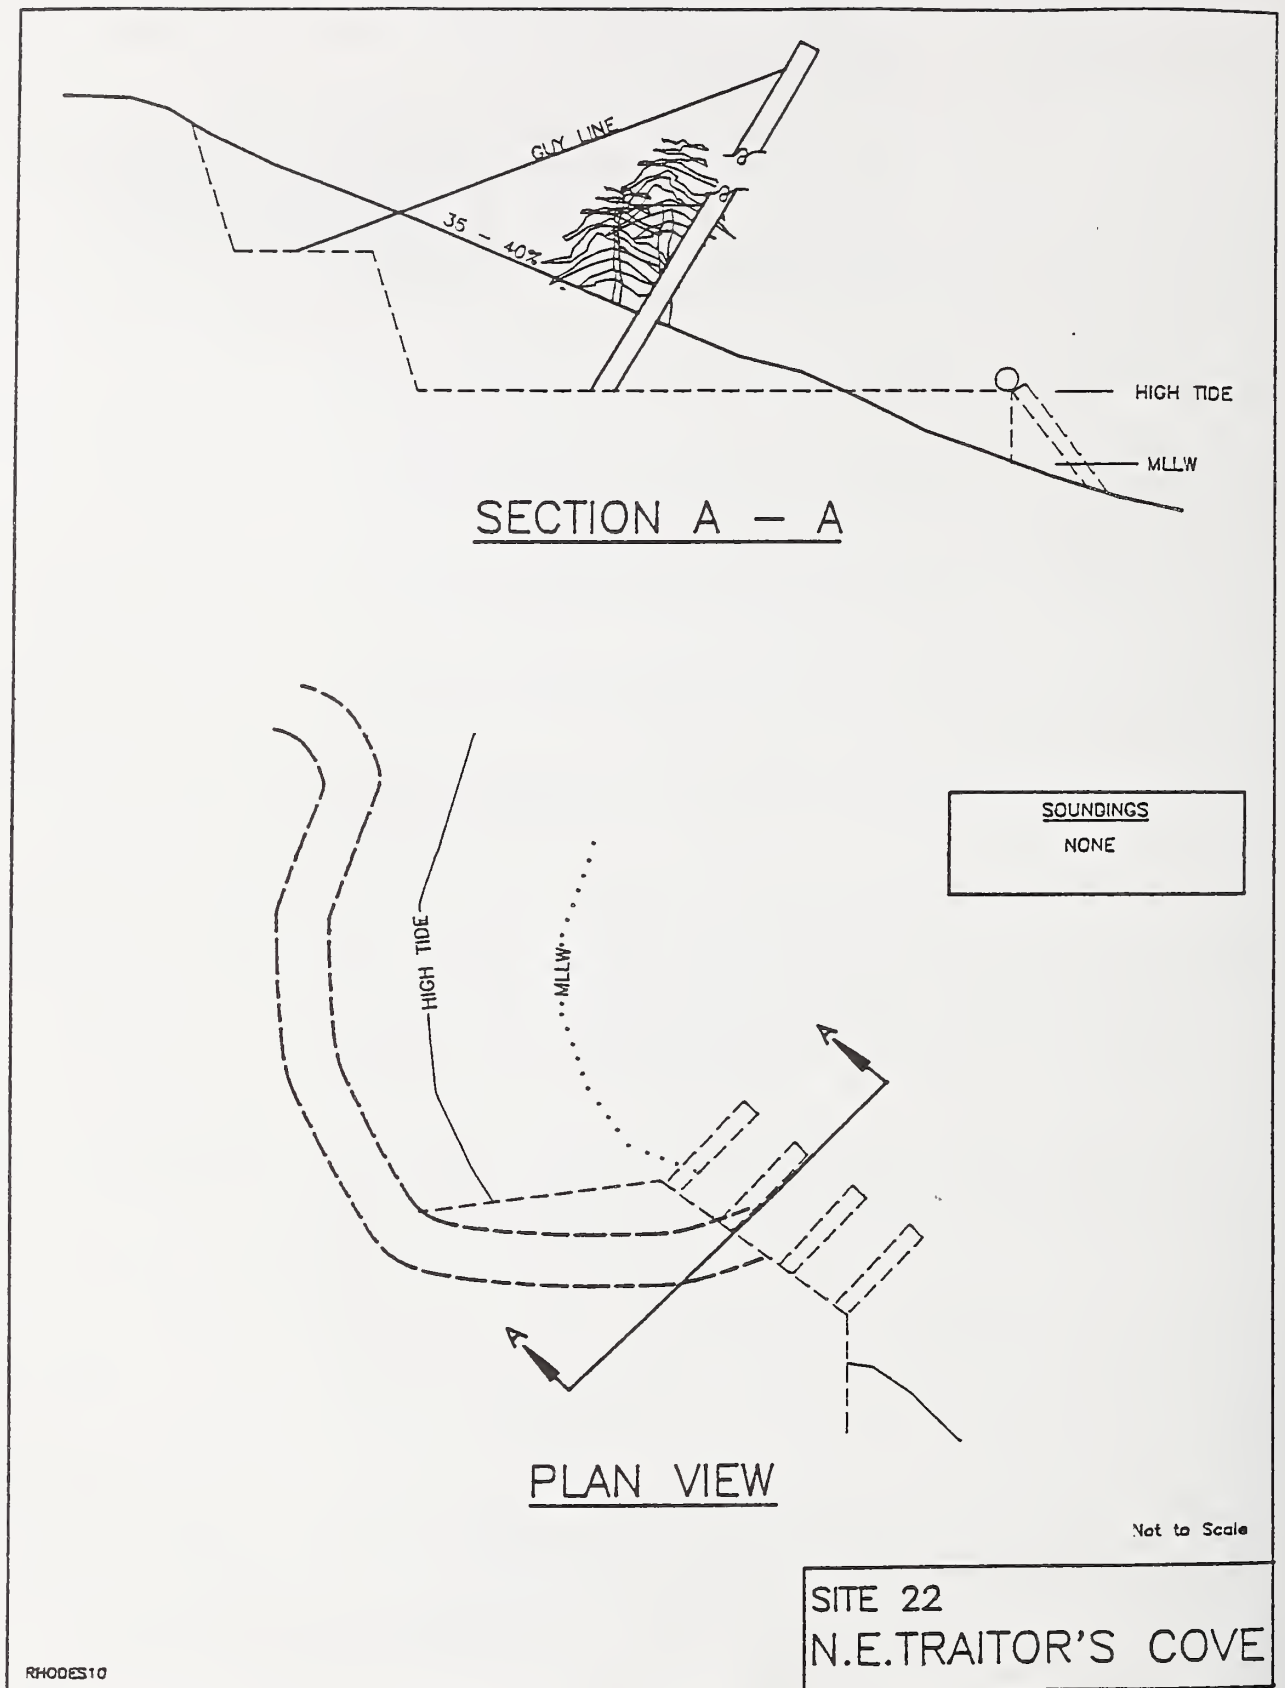 GUY LINE
35 - 40%
HIGH TIDE
MLLW
SECTION A - A
SOUNDINGS
NONE
HIGH TIDE
MLLW
A
A
PLAN VIEW
Not to Scale
SITE 22
N.E.TRAITOR'S COVE
RHODES10